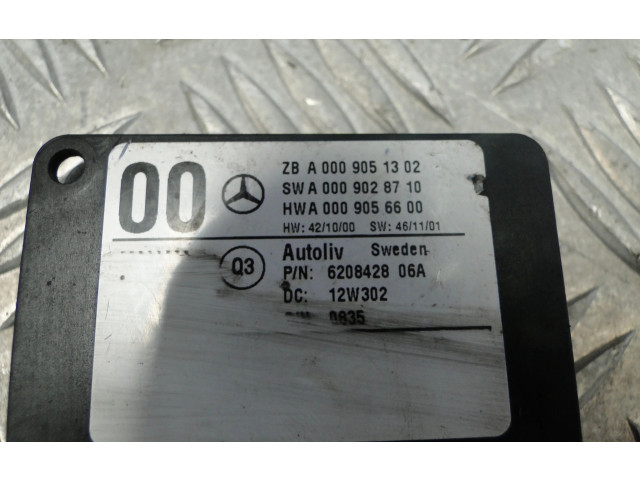 00
ZB A 000 905 13 02
SW A 000 902 87 10
HW A 000 905 66 00
HW: 42/10/00 SW: 46/11/01
Q3
Autoliv Sweden
P/N: 6208428 06A
DC: 12W302
0835